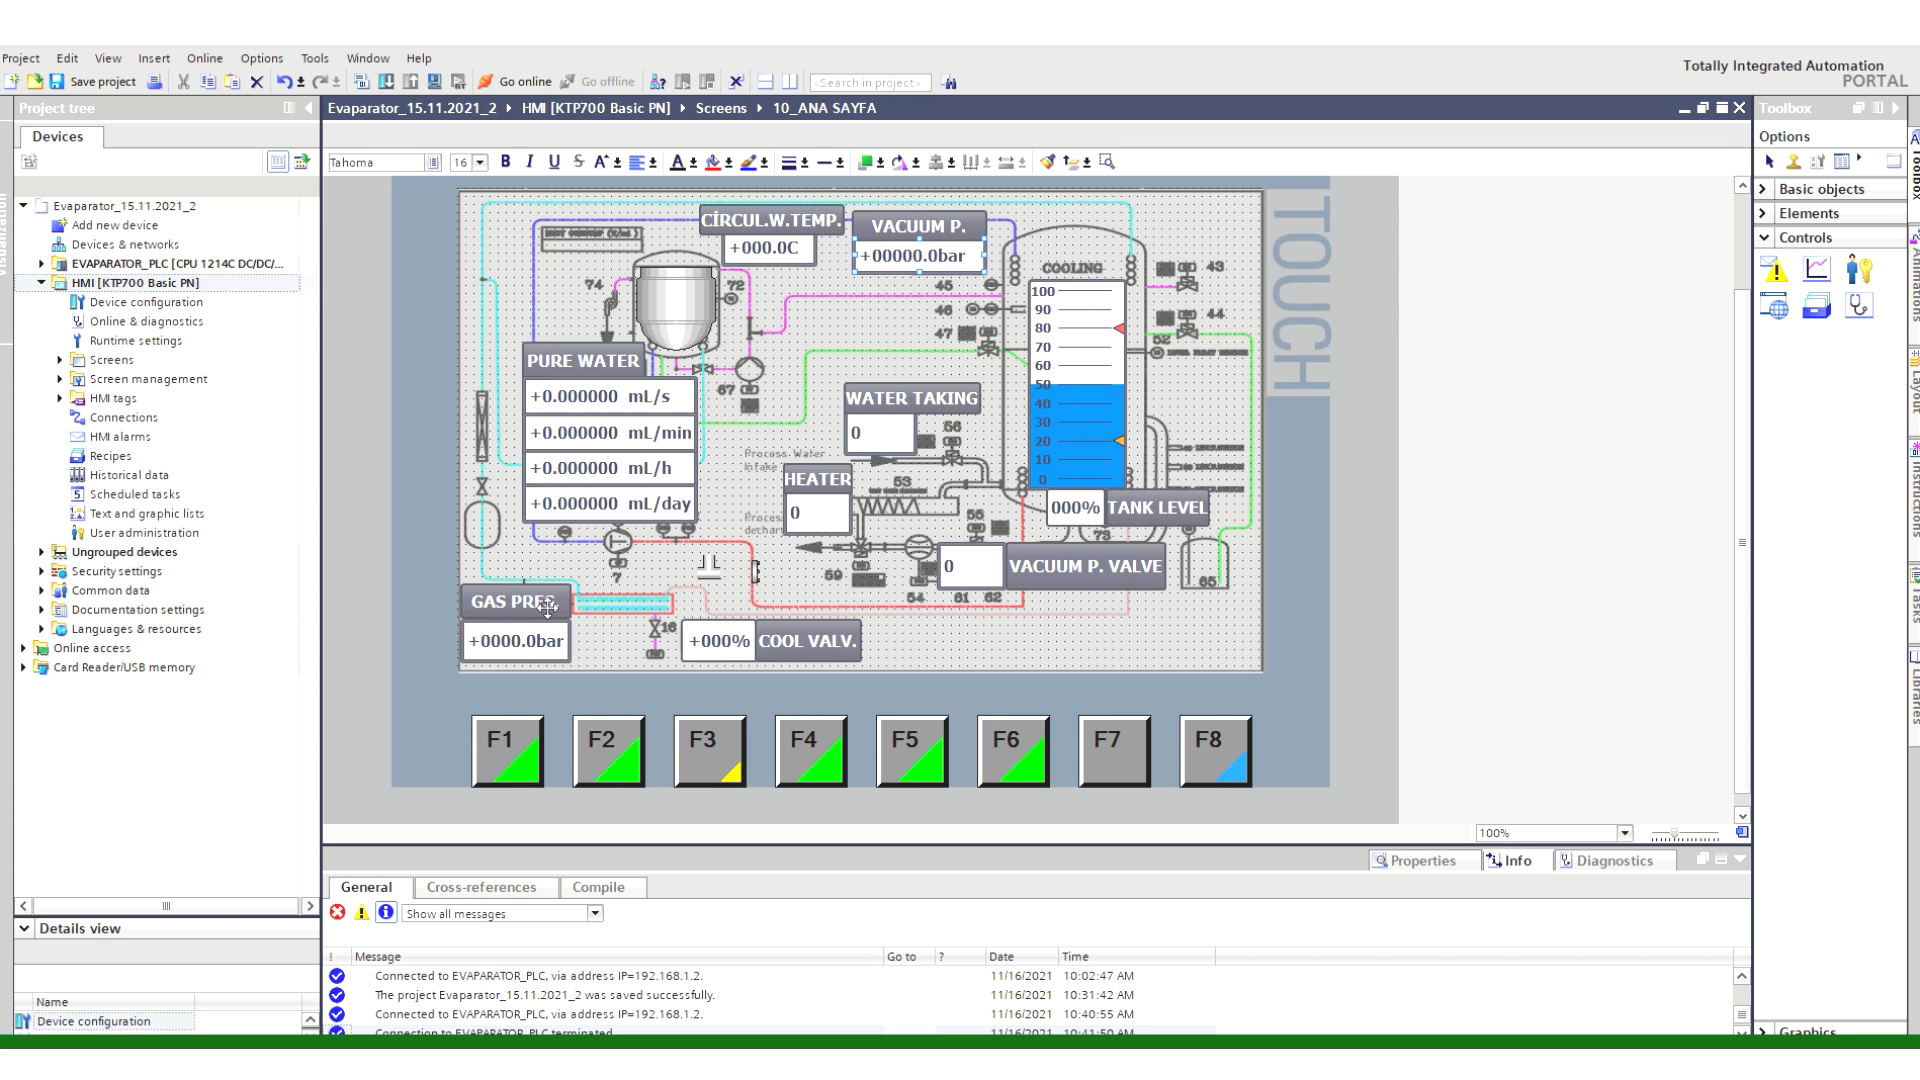 Project Edit View Insert Online Options Tools Window Help
Totally Integrated Automation
PORTAL
Save project Go online Go offline <Search in project>
Project tree
Evaparator_15.11.2021_2 HMI [KTP700 Basic PN] Screens 10_ANA SAYFA
Toolbox
Devices
Options
Tahoma 16 B I U S A A
Basic objects
Elements
Controls
Evaparator_15.11.2021_2
Add new device
Devices & networks
EVAPARATOR_PLC [CPU 1214C DC/DC/...
HMI [KTP700 Basic PN]
Device configuration
Online & diagnostics
Runtime settings
Screens
Screen management
HMI tags
Connections
HMI alarms
Recipes
Historical data
Scheduled tasks
Text and graphic lists
User administration
Ungrouped devices
Security settings
Common data
Documentation settings
Languages & resources
Online access
Card Reader/USB memory
TOUCH
CİRCUL.W.TEMP.
+000.0C
VACUUM P.
+00000.0bar
COOLING
43
44
45
46
47
52
74
72
67
100
90
80
70
60
50
40
30
20
10
0
PURE WATER
+0.000000 mL/s
+0.000000 mL/min
+0.000000 mL/h
+0.000000 mL/day
WATER TAKING
0
56
Process Water
Intake
HEATER
0
53
55
000% TANK LEVEL
73
0 VACUUM P. VALVE
65
59
54 61 62
7
GAS PRES.
+0000.0bar
16
+000% COOL VALV.
F1 F2 F3 F4 F5 F6 F7 F8
100%
Properties Info Diagnostics
General Cross-references Compile
Show all messages
! Message Go to ? Date Time
Connected to EVAPARATOR_PLC, via address IP=192.168.1.2. 11/16/2021 10:02:47 AM
The project Evaparator_15.11.2021_2 was saved successfully. 11/16/2021 10:31:42 AM
Connected to EVAPARATOR_PLC, via address IP=192.168.1.2. 11/16/2021 10:40:55 AM
Connection to EVAPARATOR_PLC terminated. 11/16/2021 10:41:50 AM
Details view
Name
Device configuration
Graphics
Toolbox
Animations
Layout
Instructions
Tasks
Libraries
Visualization